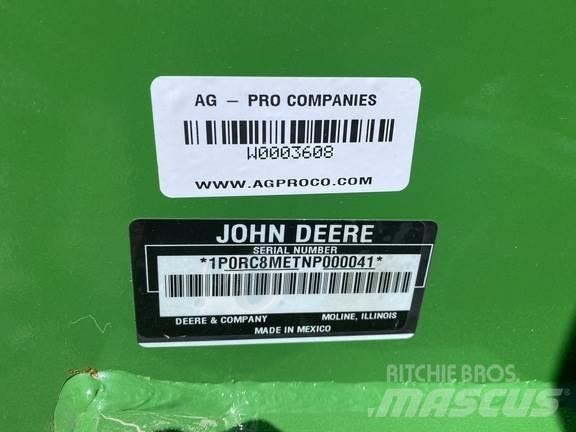 AG – PRO COMPANIES
W0003608
WWW.AGPROCO.COM
JOHN DEERE
SERIAL NUMBER
*1P0RC8METNP000041*
DEERE & COMPANY MOLINE, ILLINOIS
MADE IN MEXICO
RITCHIE BROS.
MASCUS